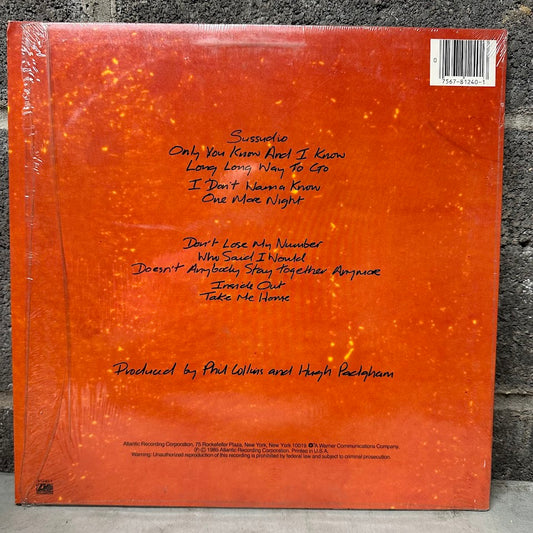 0
7567-81240-1
Sussudio
Only You Know And I Know
Long Long Way To Go
I Don't Wanna Know
One More Night
Don't Lose My Number
Who Said I Would
Doesn't Anybody Stay Together Anymore
Inside Out
Take Me Home
Produced by Phil Collins and Hugh Padgham
Atlantic Recording Corporation, 75 Rockefeller Plaza, New York, New York 10019 A Warner Communications Company.
Ⓟ © 1985 Atlantic Recording Corporation. Printed in U.S.A.
Warning: Unauthorized reproduction of this recording is prohibited by federal law and subject to criminal prosecution.